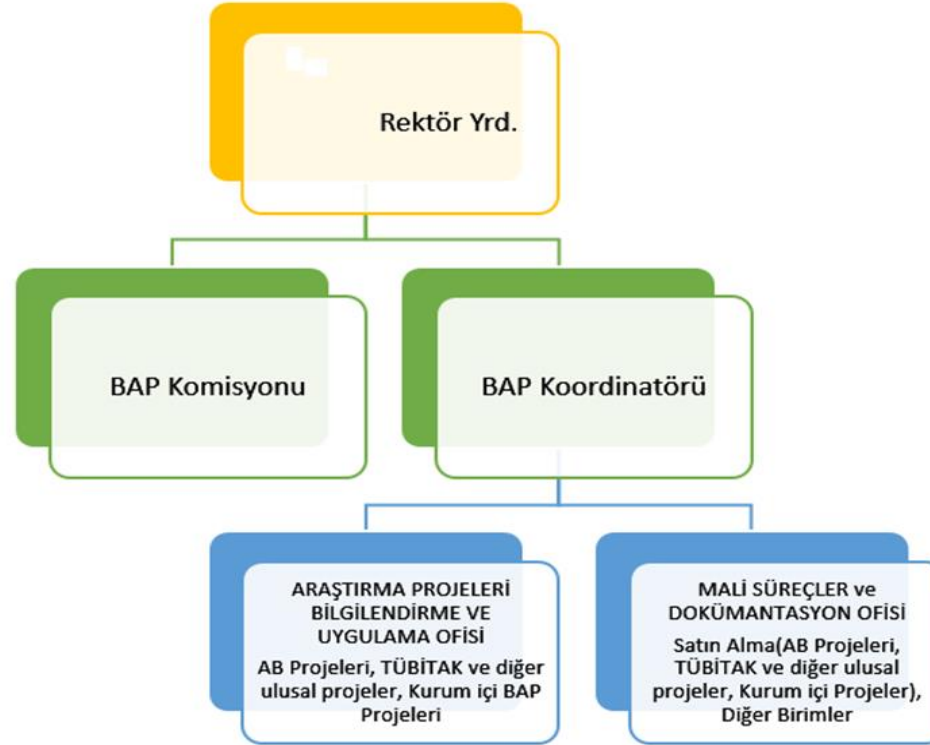 Rektör Yrd.
BAP Komisyonu
BAP Koordinatörü
ARAŞTIRMA PROJELERİ
BİLGİLENDİRME VE
UYGULAMA OFİSİ
AB Projeleri, TÜBİTAK ve diğer
ulusal projeler, Kurum içi BAP
Projeleri
MALİ SÜREÇLER ve
DOKÜMANTASYON OFİSİ
Satın Alma(AB Projeleri,
TÜBİTAK ve diğer ulusal
projeler, Kurum içi Projeler),
Diğer Birimler